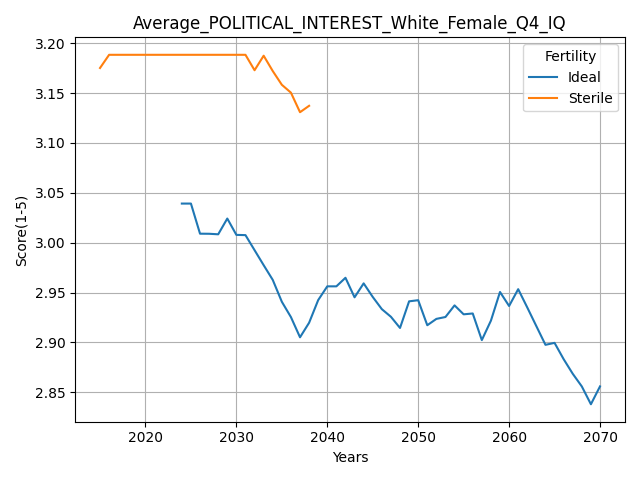 Average_POLITICAL_INTEREST_White_Female_Q4_IQ
3.20
3.15
3.10
3.05
3.00
2.95
2.90
2.85
Score(1-5)
Fertility
Ideal
Sterile
2020 2030 2040 2050 2060 2070
Years